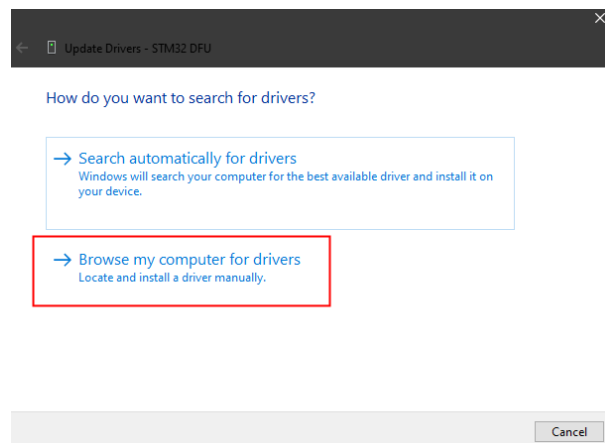 Update Drivers - STM32 DFU
How do you want to search for drivers?
Search automatically for drivers
Windows will search your computer for the best available driver and install it on
your device.
Browse my computer for drivers
Locate and install a driver manually.
Cancel